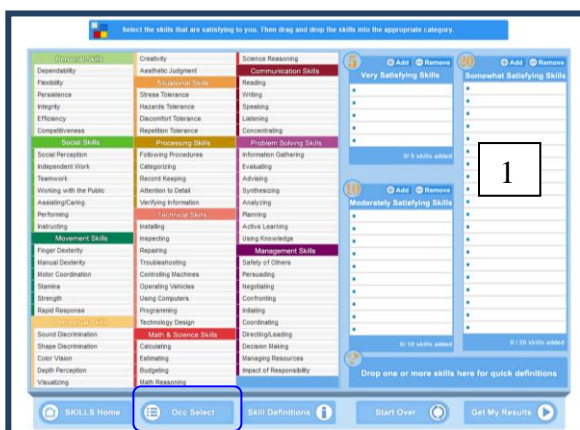 Select the skills that are satisfying to you. Then drag and drop the skills into the appropriate category.
Personal Skills
Dependability
Flexibility
Persistence
Integrity
Efficiency
Competitiveness
Social Skills
Social Perception
Independent Work
Teamwork
Working with the Public
Assisting/Caring
Performing
Instructing
Movement Skills
Finger Dexterity
Manual Dexterity
Motor Coordination
Stamina
Strength
Rapid Response
Sound Discrimination
Shape Discrimination
Color Vision
Depth Perception
Visualizing
Creativity
Aesthetic Judgment
Situational Skills
Stress Tolerance
Hazards Tolerance
Discomfort Tolerance
Repetition Tolerance
Processing Skills
Following Procedures
Categorizing
Record Keeping
Attention to Detail
Verifying Information
Technical Skills
Installing
Inspecting
Repairing
Troubleshooting
Controlling Machines
Operating Vehicles
Using Computers
Programming
Technology Design
Math & Science Skills
Calculating
Estimating
Budgeting
Math Reasoning
Science Reasoning
Communication Skills
Reading
Writing
Speaking
Listening
Concentrating
Problem Solving Skills
Information Gathering
Evaluating
Advising
Synthesizing
Analyzing
Planning
Active Learning
Using Knowledge
Management Skills
Safety of Others
Persuading
Negotiating
Confronting
Initiating
Coordinating
Directing/Leading
Decision Making
Managing Resources
Impact of Responsibility
5 Add Remove
Very Satisfying Skills
0/ 5 skills added
10 Add Remove
Moderately Satisfying Skills
0/ 10 skills added
20 Add Remove
Somewhat Satisfying Skills
1
0 / 20 skills added
?
Drop one or more skills here for quick definitions
SKILLS Home
Occ Select
Skill Definitions
Start Over
Get My Results